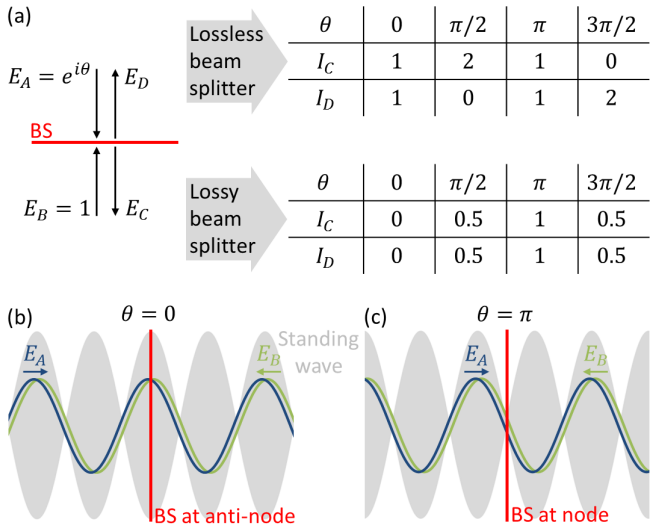 (a)
E_A = e^{iθ}
E_D
BS
E_B = 1
E_C
Lossless
beam
splitter
θ 0 π/2 π 3π/2
I_C 1 2 1 0
I_D 1 0 1 2
Lossy
beam
splitter
θ 0 π/2 π 3π/2
I_C 0 0.5 1 0.5
I_D 0 0.5 1 0.5
(b)
θ = 0
E_A
E_B
BS at anti-node
Standing
wave
(c)
θ = π
E_A
E_B
BS at node